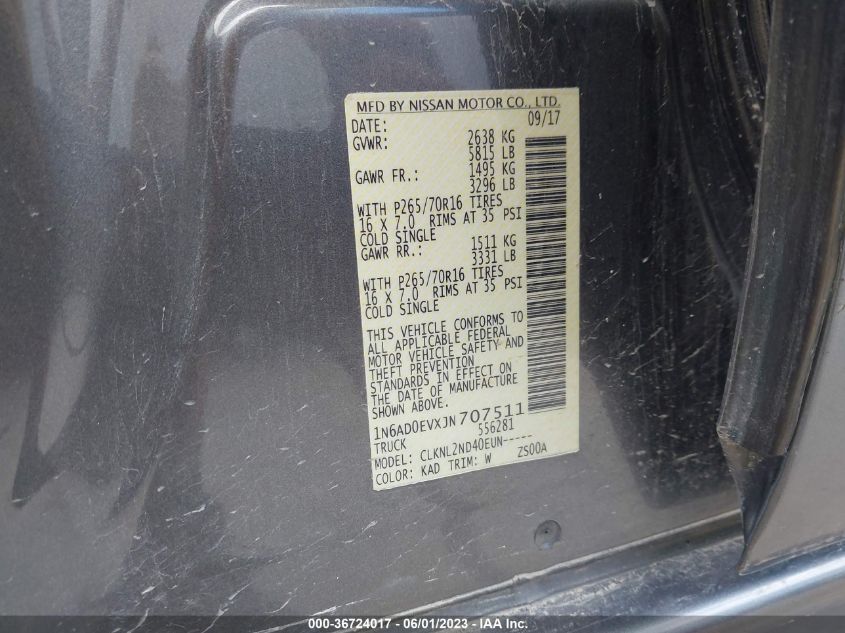 MFD BY NISSAN MOTOR CO., LTD.
DATE: 09/17
GVWR: 2638 KG
5815 LB
GAWR FR.: 1495 KG
3296 LB
WITH P265/70R16 TIRES
16 X 7.0 RIMS AT 35 PSI
COLD SINGLE
GAWR RR.: 1511 KG
3331 LB
WITH P265/70R16 TIRES
16 X 7.0 RIMS AT 35 PSI
COLD SINGLE
THIS VEHICLE CONFORMS TO
ALL APPLICABLE FEDERAL
MOTOR VEHICLE SAFETY AND
THEFT PREVENTION
STANDARDS IN EFFECT ON
THE DATE OF MANUFACTURE
SHOWN ABOVE.
1N6AD0EVXJN707511
TRUCK 556281
MODEL: CLKNL2ND40EUN-----
COLOR: KAD TRIM: W ZS00A
000-36724017 - 06/01/2023 - IAA Inc.